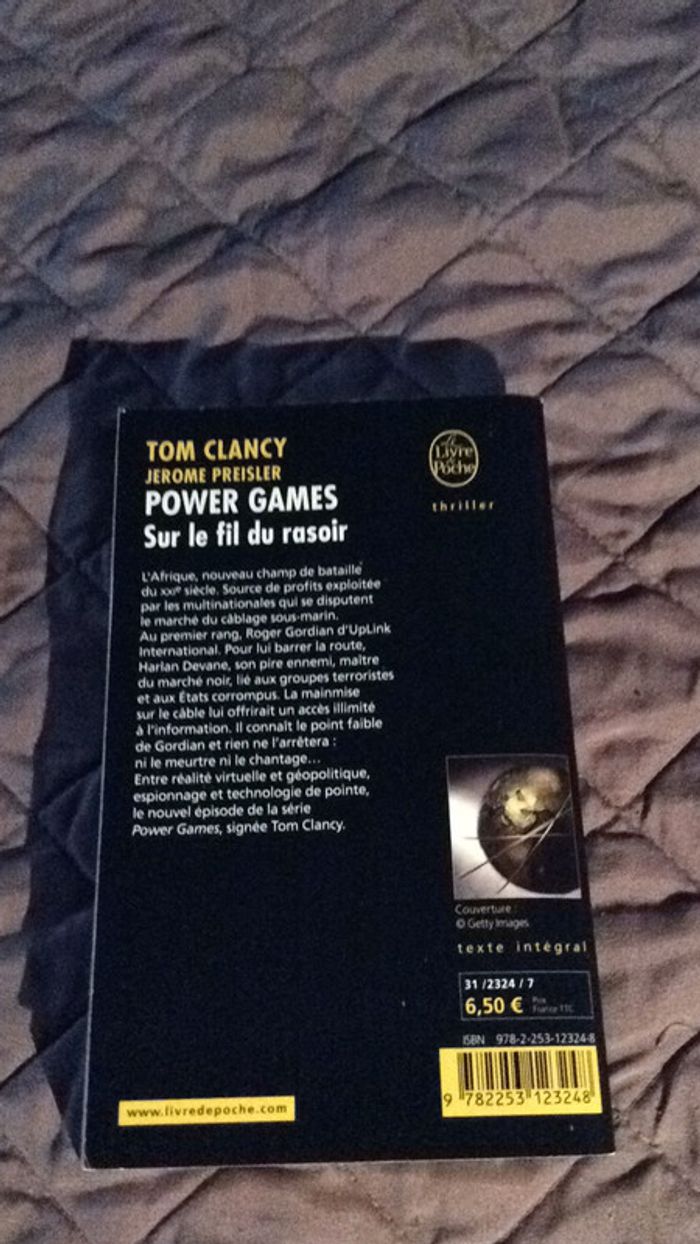 TOM CLANCY
JEROME PREISLER
POWER GAMES
Sur le fil du rasoir
Le
Livre
de
Poche
thriller
L'Afrique, nouveau champ de bataille
du XXIe siècle. Source de profits exploitée
par les multinationales qui se disputent
le marché du câblage sous-marin.
Au premier rang, Roger Gordian d'UpLink
International. Pour lui barrer la route,
Harlan Devane, son pire ennemi, maître
du marché noir, lié aux groupes terroristes
et aux États corrompus. La mainmise
sur le câble lui offrirait un accès illimité
à l'information. Il connaît le point faible
de Gordian et rien ne l'arrêtera :
ni le meurtre ni le chantage...
Entre réalité virtuelle et géopolitique,
espionnage et technologie de pointe,
le nouvel épisode de la série
Power Games, signée Tom Clancy.
Couverture :
© Getty Images
texte intégral
31 /2324 / 7
6,50 €
Prix
France TTC
ISBN 978-2-253-12324-8
9 782253 123248
www.livredepoche.com